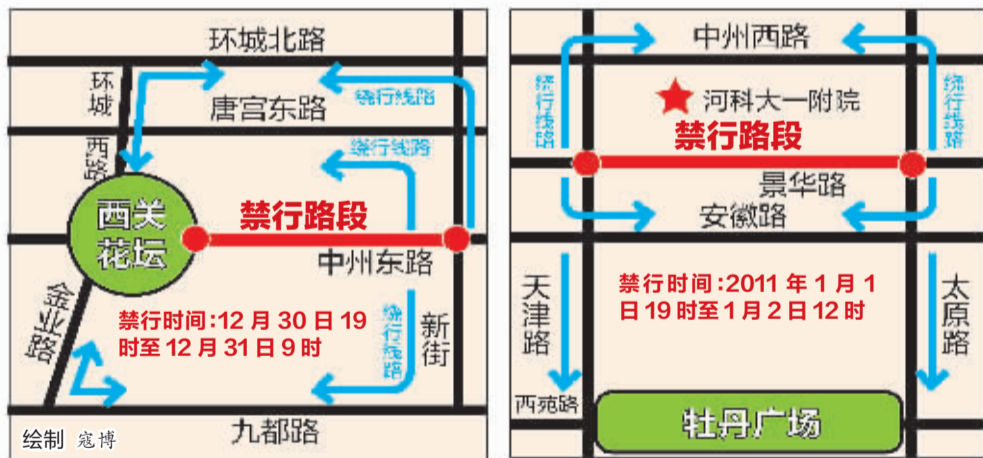 环城北路
环城
西路
唐宫东路
绕行线路
绕行线路
西关
花坛
禁行路段
中州东路
金业路
禁行时间:12月30日19
时至12月31日9时
绕行线路
新街
九都路
绘制 寇博
中州西路
绕行线路
绕行线路
河科大一附院
禁行路段
景华路
安徽路
天津路
禁行时间:2011年1月1
日19时至1月2日12时
太原路
西苑路
牡丹广场